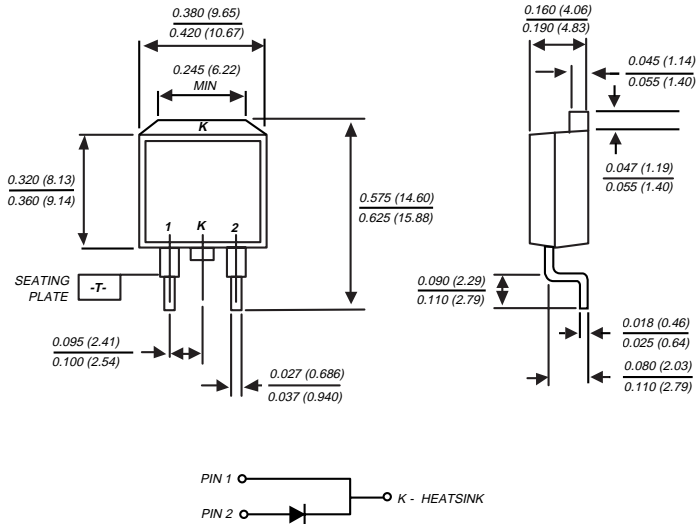 0.380 (9.65)
0.420 (10.67)
0.245 (6.22)
MIN
K
0.320 (8.13)
0.360 (9.14)
1 K 2
0.575 (14.60)
0.625 (15.88)
SEATING
PLATE
-T-
0.095 (2.41)
0.100 (2.54)
0.027 (0.686)
0.037 (0.940)
0.160 (4.06)
0.190 (4.83)
0.045 (1.14)
0.055 (1.40)
0.047 (1.19)
0.055 (1.40)
0.090 (2.29)
0.110 (2.79)
0.018 (0.46)
0.025 (0.64)
0.080 (2.03)
0.110 (2.79)
PIN 1
K - HEATSINK
PIN 2